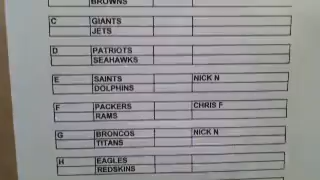 BROWNS
C GIANTS
JETS
D PATRIOTS
SEAHAWKS
E SAINTS NICK N
DOLPHINS
F PACKERS CHRIS F
RAMS
G BRONCOS NICK N
TITANS
H EAGLES
REDSKINS